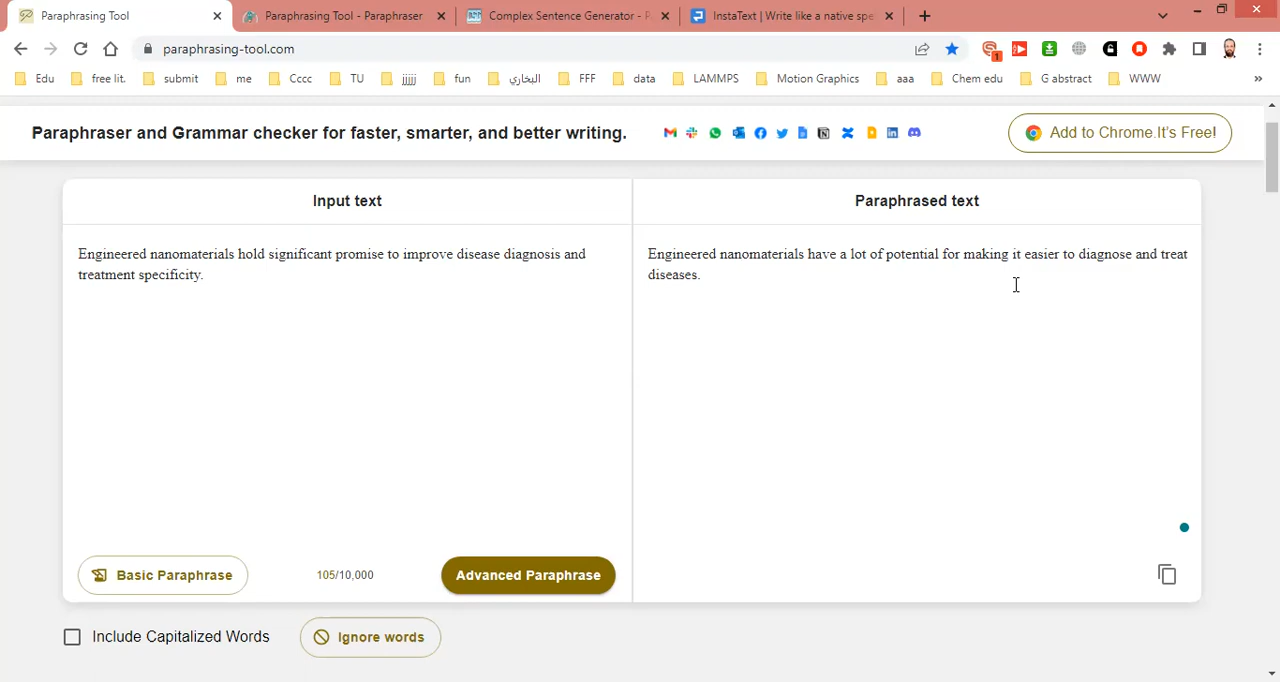 Paraphrasing Tool
Paraphrasing Tool - Paraphraser
Complex Sentence Generator - P
InstaText | Write like a native spe
paraphrasing-tool.com
1
Edu
free lit.
submit
me
Cccc
TU
jjjjj
fun
البخاري
FFF
data
LAMMPS
Motion Graphics
aaa
Chem edu
G abstract
WWW
»
Paraphraser and Grammar checker for faster, smarter, and better writing.
Add to Chrome.It's Free!
Input text
Paraphrased text
Engineered nanomaterials hold significant promise to improve disease diagnosis and
treatment specificity.
Engineered nanomaterials have a lot of potential for making it easier to diagnose and treat
diseases.
Basic Paraphrase
105/10,000
Advanced Paraphrase
Include Capitalized Words
Ignore words